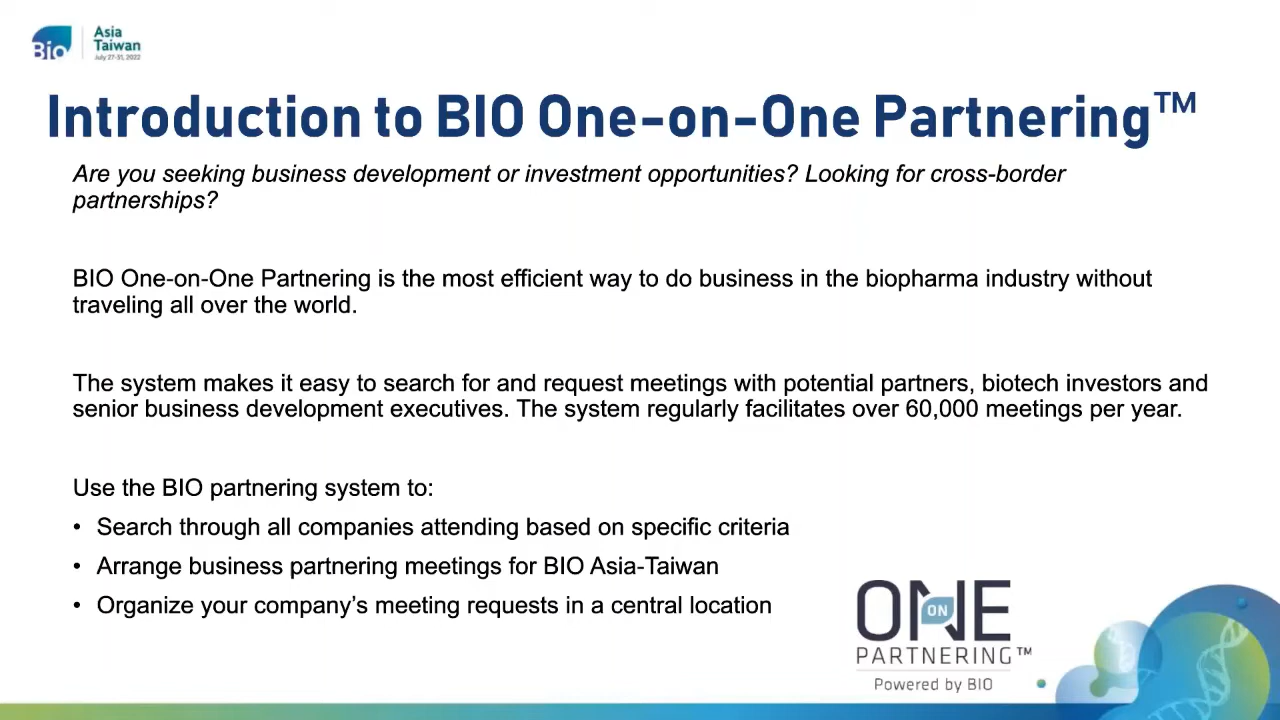 Bio
Asia
Taiwan
July 27-31, 2022
Introduction to BIO One-on-One Partnering™
Are you seeking business development or investment opportunities? Looking for cross-border
partnerships?
BIO One-on-One Partnering is the most efficient way to do business in the biopharma industry without
traveling all over the world.
The system makes it easy to search for and request meetings with potential partners, biotech investors and
senior business development executives. The system regularly facilitates over 60,000 meetings per year.
Use the BIO partnering system to:
• Search through all companies attending based on specific criteria
• Arrange business partnering meetings for BIO Asia-Taiwan
• Organize your company’s meeting requests in a central location
ONE ON
PARTNERING™
Powered by BIO